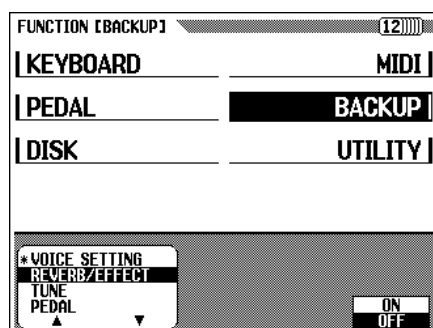 FUNCTION [BACKUP] 12
KEYBOARD MIDI
PEDAL BACKUP
DISK UTILITY
*VOICE SETTING
REVERB/EFFECT
TUNE
PEDAL
ON
OFF